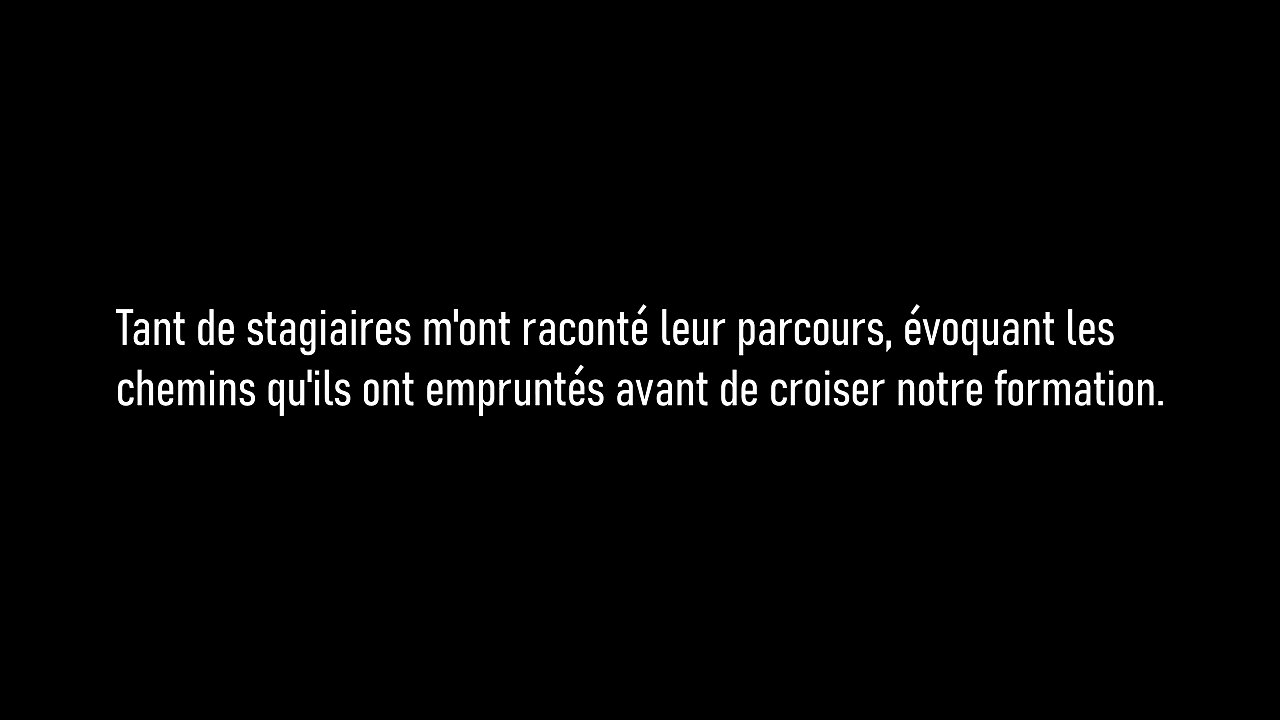 Tant de stagiaires m'ont raconté leur parcours, évoquant les
chemins qu'ils ont empruntés avant de croiser notre formation.